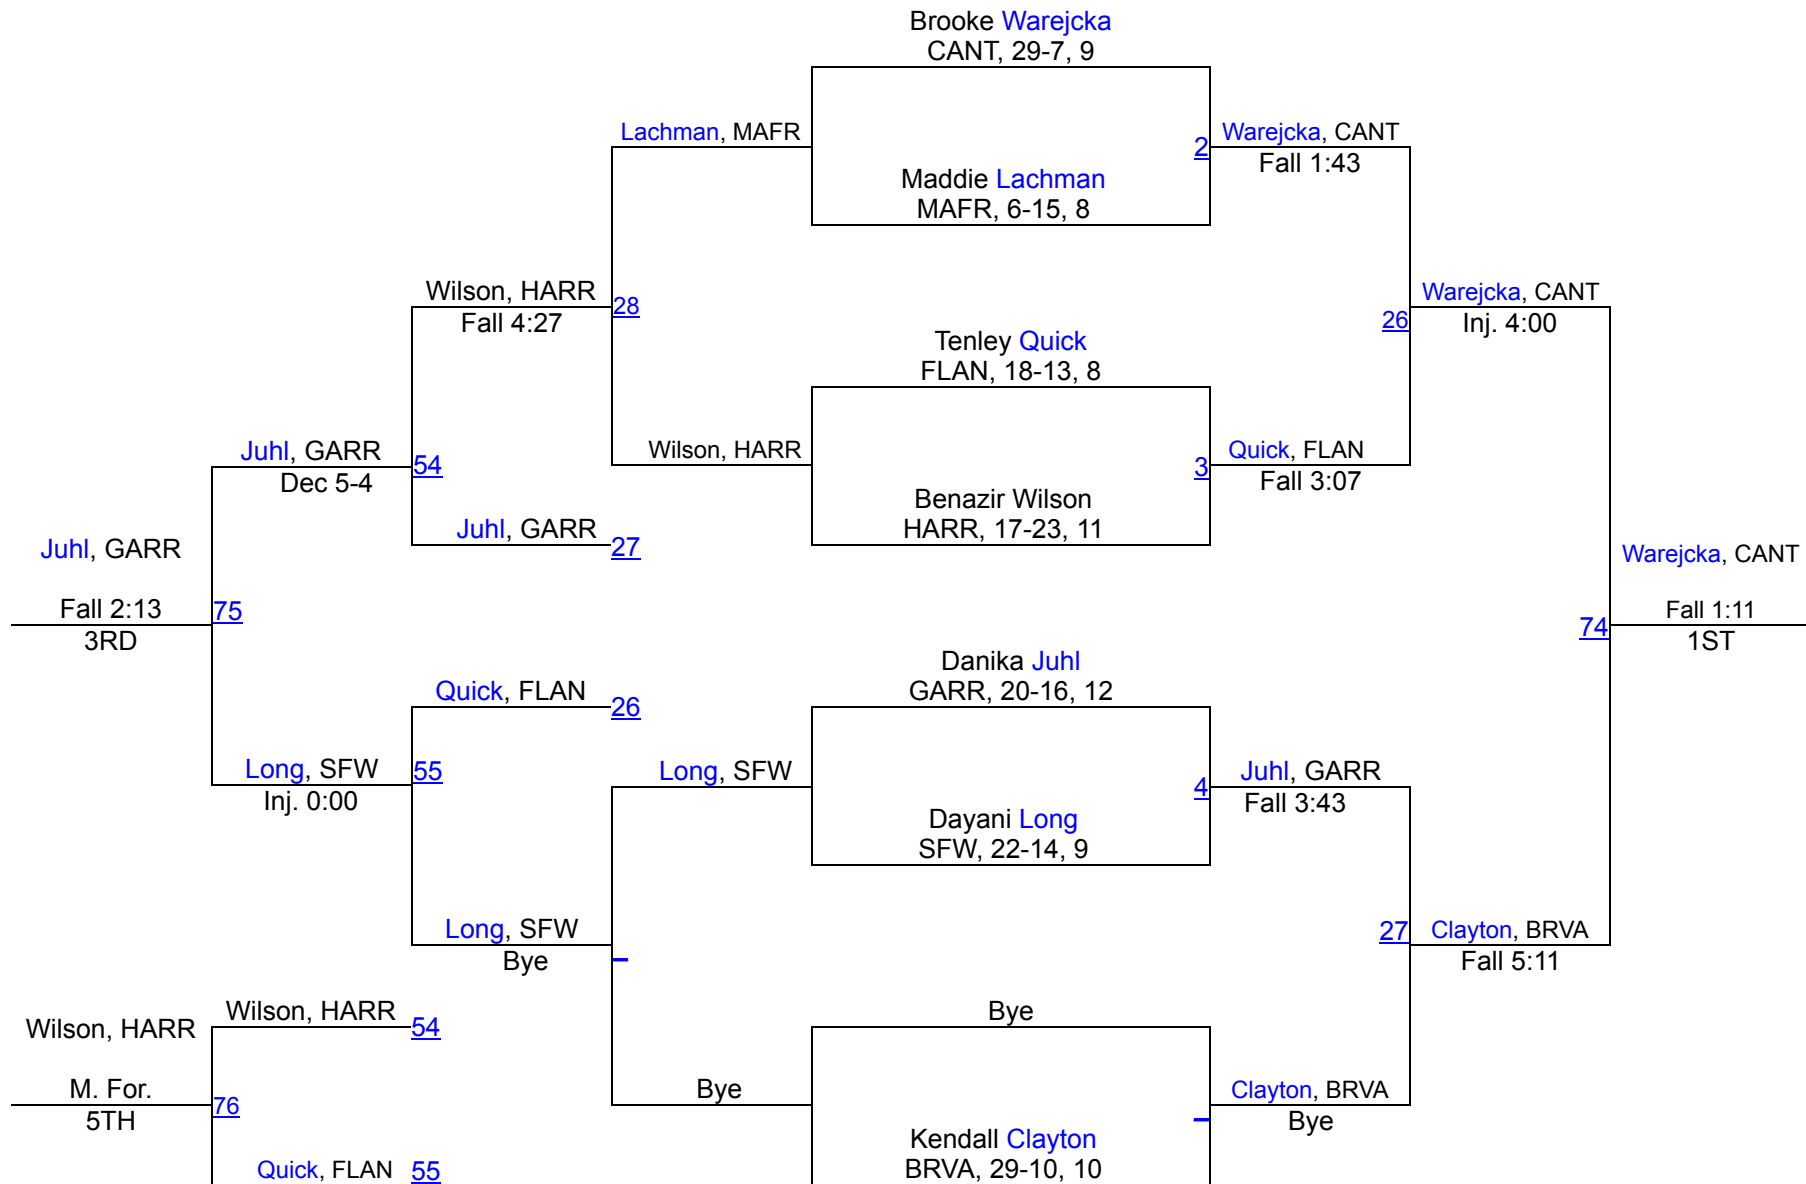 Brooke Warejcka
CANT, 29-7, 9
Lachman, MAFR
2
Warejcka, CANT
Fall 1:43
Maddie Lachman
MAFR, 6-15, 8
Wilson, HARR
Fall 4:27
28
Warejcka, CANT
Inj. 4:00
26
Tenley Quick
FLAN, 18-13, 8
Juhl, GARR
Dec 5-4
54
Wilson, HARR
3
Quick, FLAN
Fall 3:07
Benazir Wilson
HARR, 17-23, 11
Juhl, GARR
27
Juhl, GARR
Fall 2:13
3RD
75
Warejcka, CANT
Fall 1:11
1ST
74
Danika Juhl
GARR, 20-16, 12
Quick, FLAN
26
Long, SFW
Inj. 0:00
55
Long, SFW
4
Juhl, GARR
Fall 3:43
Dayani Long
SFW, 22-14, 9
Long, SFW
Bye
27
Clayton, BRVA
Fall 5:11
Wilson, HARR
M. For.
5TH
Wilson, HARR
54
76
Quick, FLAN
55
Bye
Bye
Clayton, BRVA
Bye
Kendall Clayton
BRVA, 29-10, 10